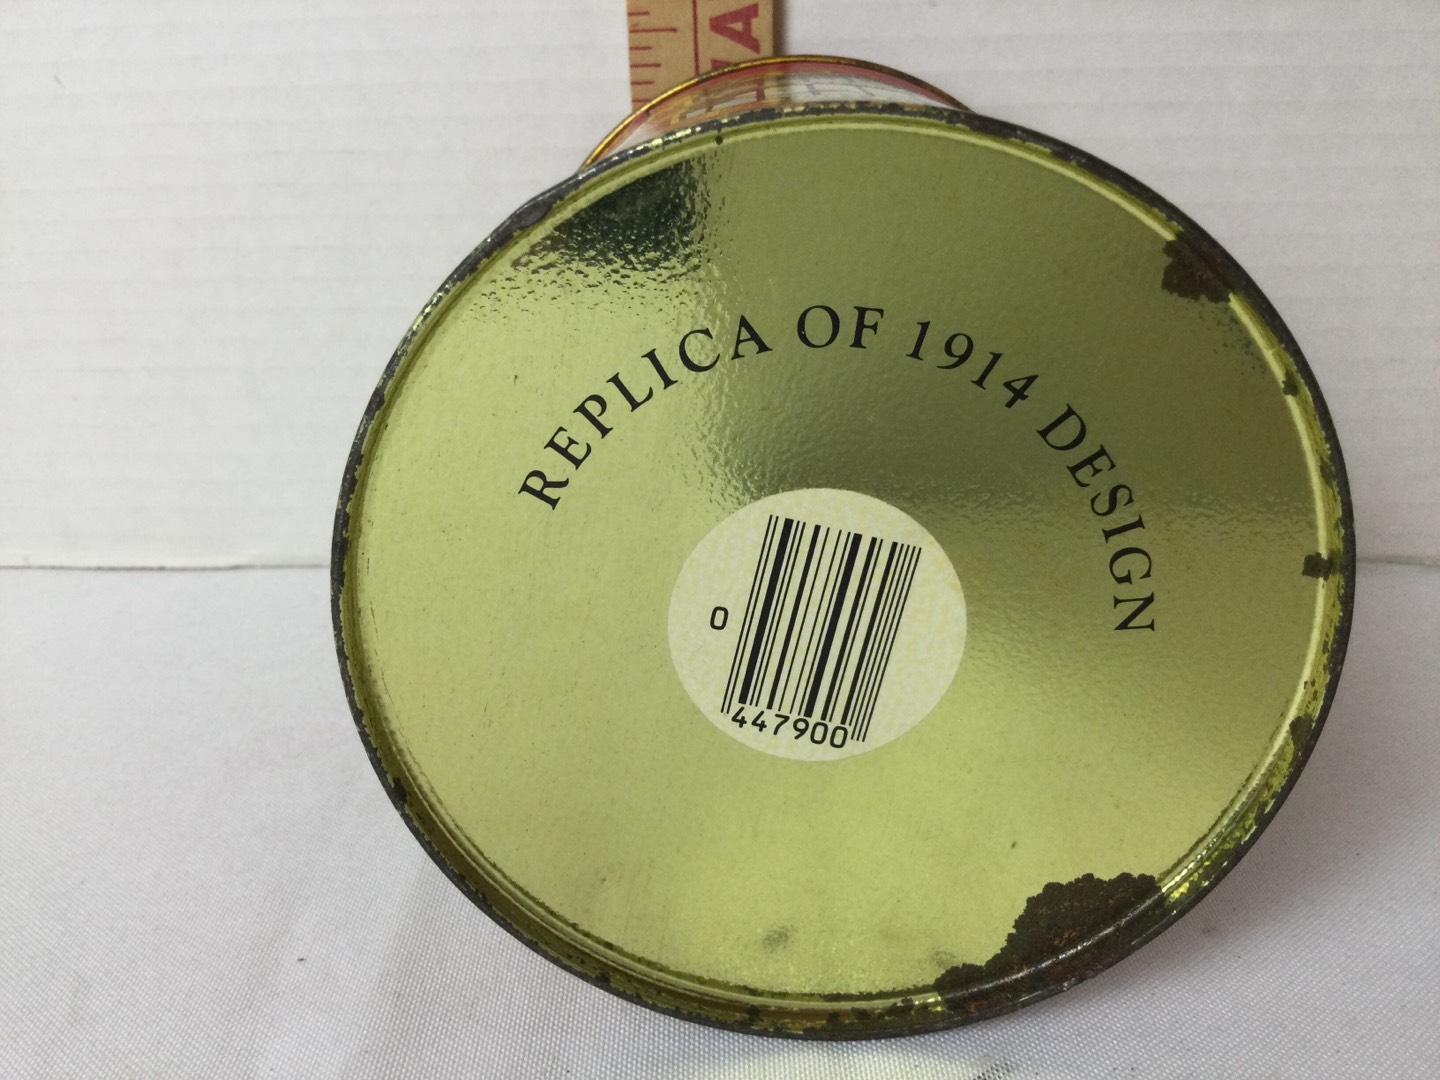 REPLICA OF 1914 DESIGN
0
447900